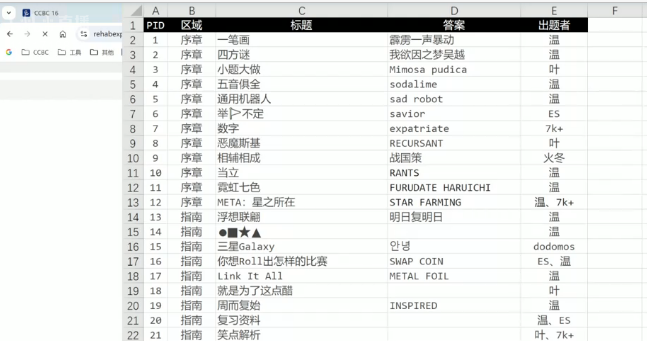 CCBC 16
rehabexp
CCBC 工具 其他
A B C D E F
1 PID 区域 标题 答案 出题者
2 1 序章 一笔画 霹雳一声暴动 温
3 2 序章 四方谜 我欲因之梦吴越 温
4 3 序章 小题大做 Mimosa pudica 叶
5 4 序章 五音俱全 sodalime 温
6 5 序章 通用机器人 sad robot 温
7 6 序章 举▷不定 savior ES
8 7 序章 数字 expatriate 7k+
9 8 序章 恶魔斯基 RECURSANT 叶
10 9 序章 相辅相成 战国策 火冬
11 10 序章 当立 RANTS 温
12 11 序章 霓虹七色 FURUDATE HARUICHI 温
13 12 序章 META: 星之所在 STAR FARMING 温、7k+
14 13 指南 浮想联翩 明日复明日 温
15 14 指南 ●■★▲ 温
16 15 指南 三星Galaxy 안녕 dodomos
17 16 指南 你想Roll出怎样的比赛 SWAP COIN ES、温
18 17 指南 Link It All METAL FOIL 温
19 18 指南 就是为了这点醋 叶
20 19 指南 周而复始 INSPIRED 温
21 20 指南 复习资料 温、ES
22 21 指南 笑点解析 叶、7k+